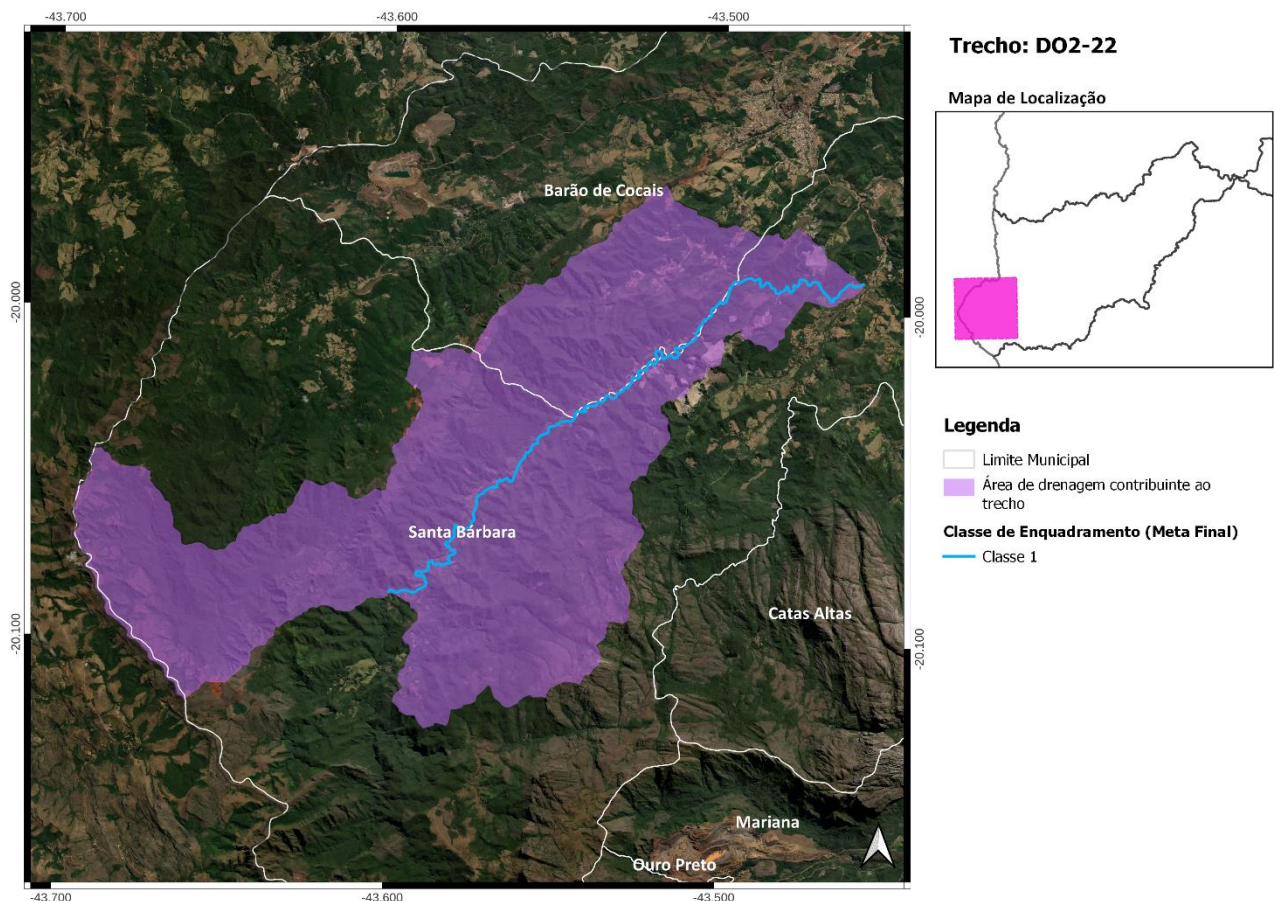 -43.700
-43.600
-43.500
Trecho: DO2-22
Mapa de Localização
Barão de Cocais
-20.000
-20.000
Legenda
Limite Municipal
Área de drenagem contribuinte ao
trecho
Classe de Enquadramento (Meta Final)
Classe 1
Santa Bárbara
Catas Altas
-20.100
-20.100
Mariana
Ouro Preto
-43.700
-43.600
-43.500